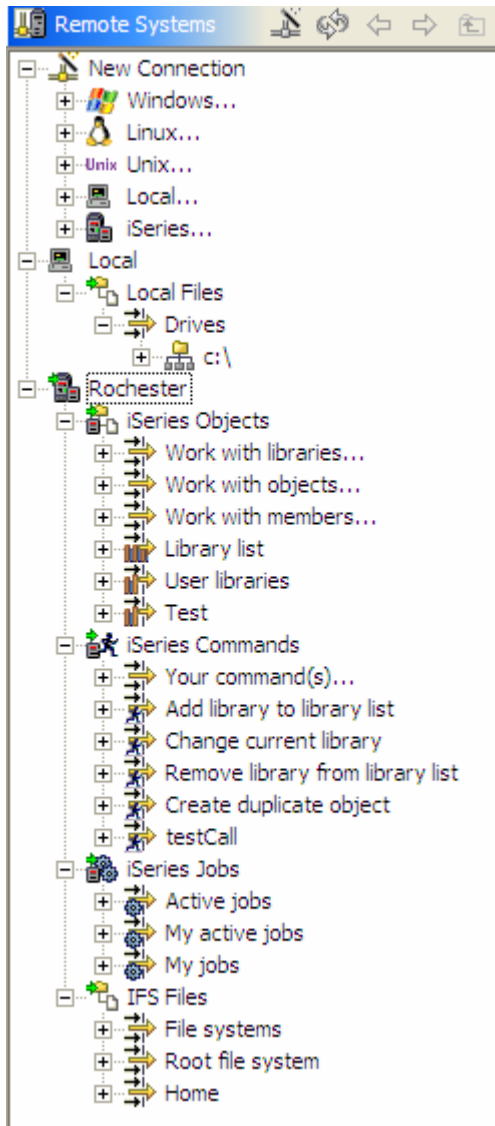 Remote Systems
New Connection
Windows...
Unix Linux...
Unix Unix...
Local...
iSeries...
Local
Local Files
Drives
c:\
Rochester
iSeries Objects
Work with libraries...
Work with objects...
Work with members...
Library list
User libraries
Test
iSeries Commands
Your command(s)...
Add library to library list
Change current library
Remove library from library list
Create duplicate object
testCall
iSeries Jobs
Active jobs
My active jobs
My jobs
IFS Files
File systems
Root file system
Home